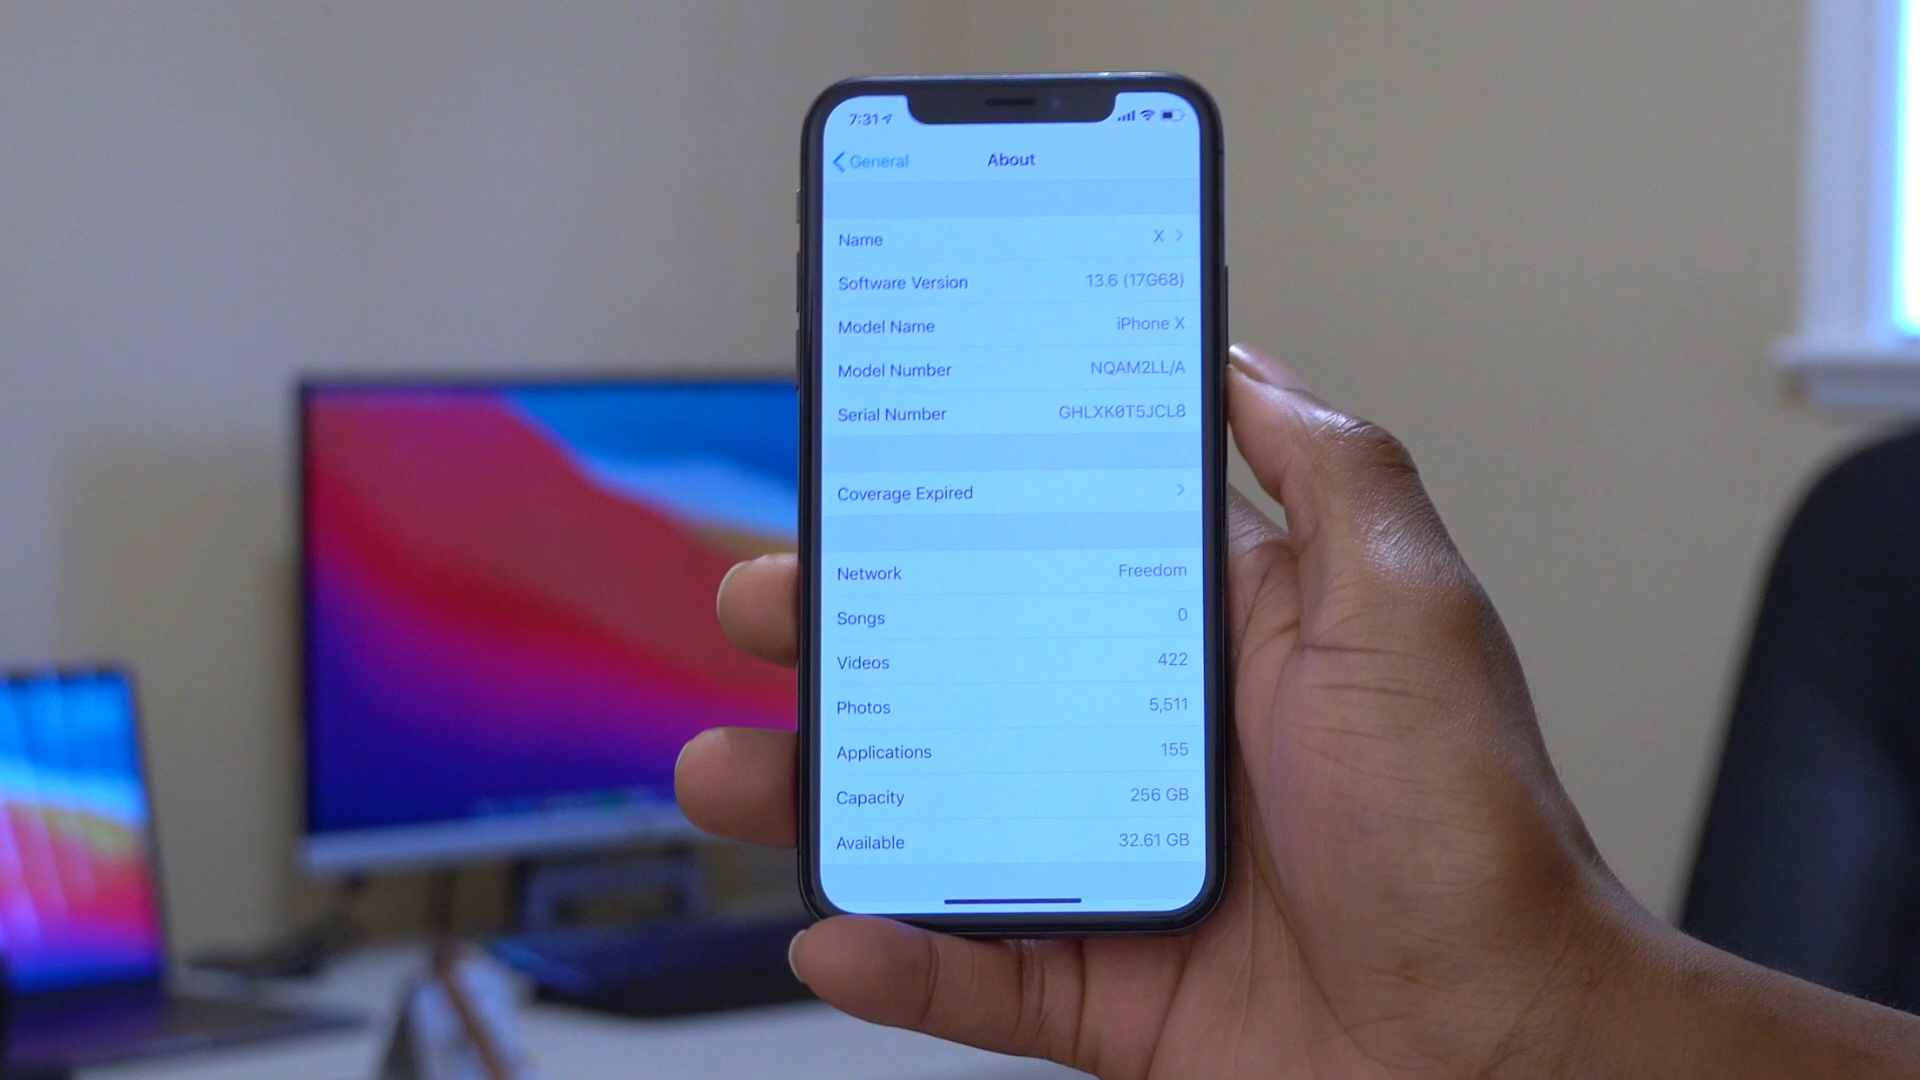 7:31
General About
Name X
Software Version 13.6 (17G68)
Model Name iPhone X
Model Number NQAM2LL/A
Serial Number GHLXK0T5JCL8
Coverage Expired
Network Freedom
Songs 0
Videos 422
Photos 5,511
Applications 155
Capacity 256 GB
Available 32.61 GB